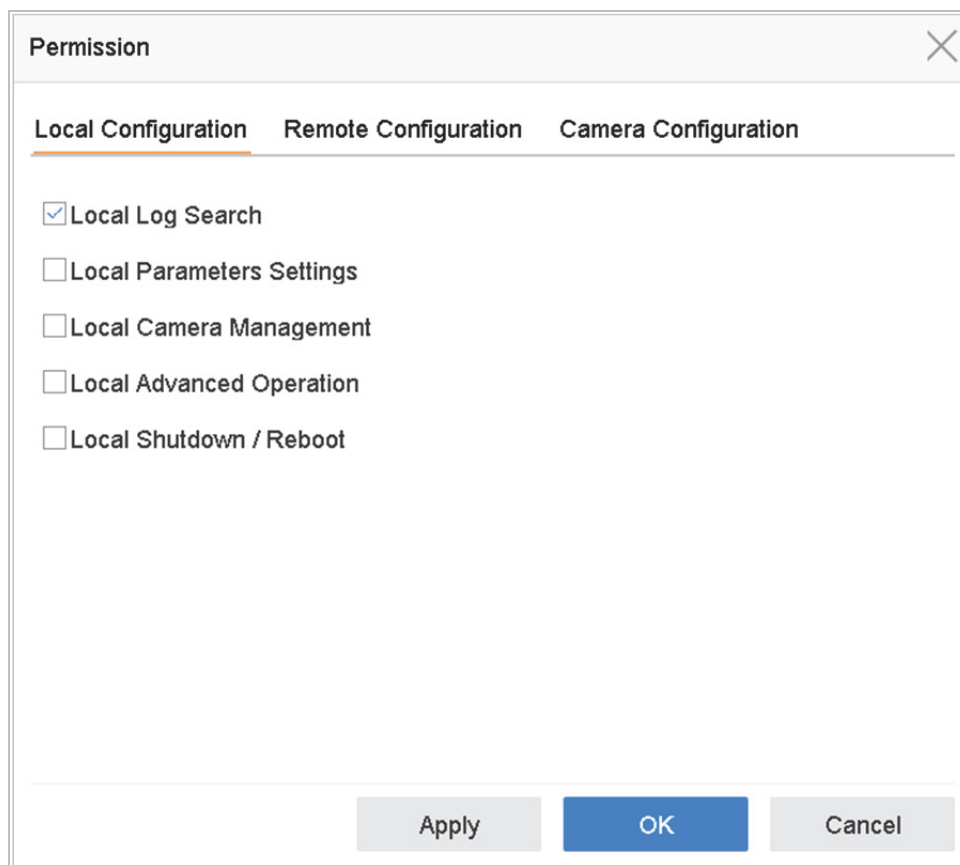 Permission
Local Configuration Remote Configuration Camera Configuration
Local Log Search
Local Parameters Settings
Local Camera Management
Local Advanced Operation
Local Shutdown / Reboot
Apply OK Cancel